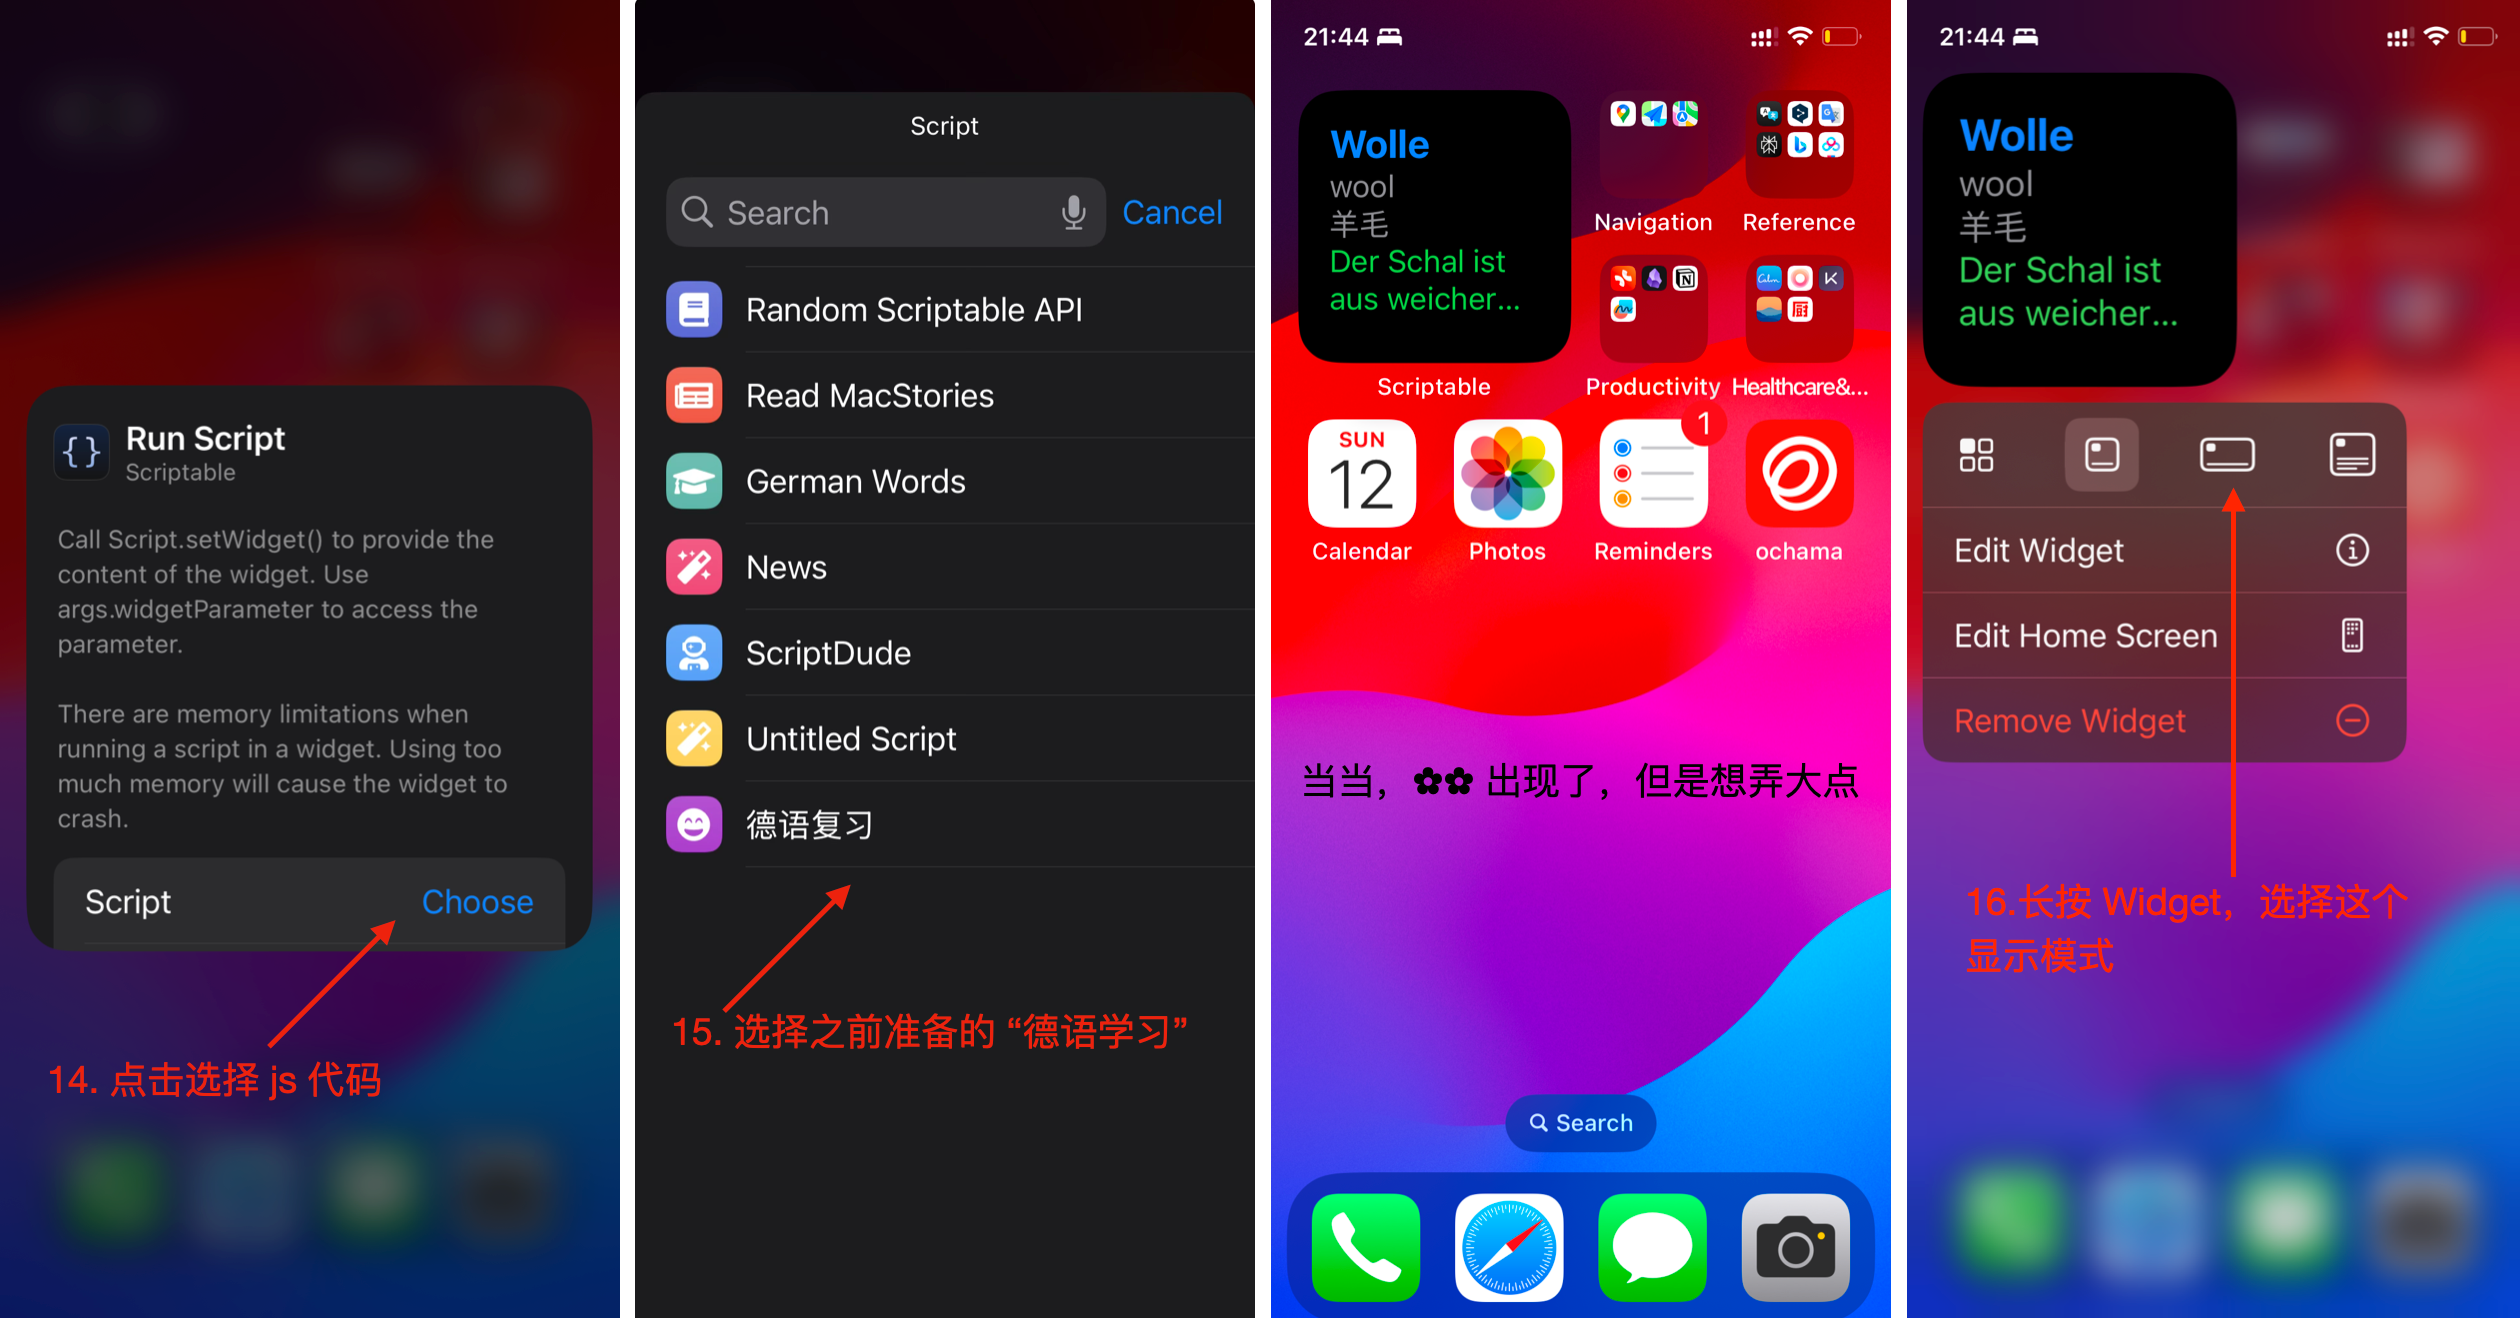 Run Script
Scriptable
Call Script.setWidget() to provide the
content of the widget. Use
args.widgetParameter to access the
parameter.
There are memory limitations when
running a script in a widget. Using too
much memory will cause the widget to
crash.
Script
Choose
14. 点击选择 js 代码
Script
Search
Cancel
Random Scriptable API
Read MacStories
German Words
News
ScriptDude
Untitled Script
德语复习
15. 选择之前准备的 “德语学习”
21:44
Wolle
wool
羊毛
Der Schal ist
aus weicher...
Scriptable
Navigation
Reference
Productivity
Healthcare&...
Calm
SUN
12
1
Calendar
Photos
Reminders
ochama
当当，✿✿ 出现了，但是想弄大点
Search
21:44
Wolle
wool
羊毛
Der Schal ist
aus weicher...
Edit Widget
Edit Home Screen
Remove Widget
16.长按 Widget，选择这个
显示模式